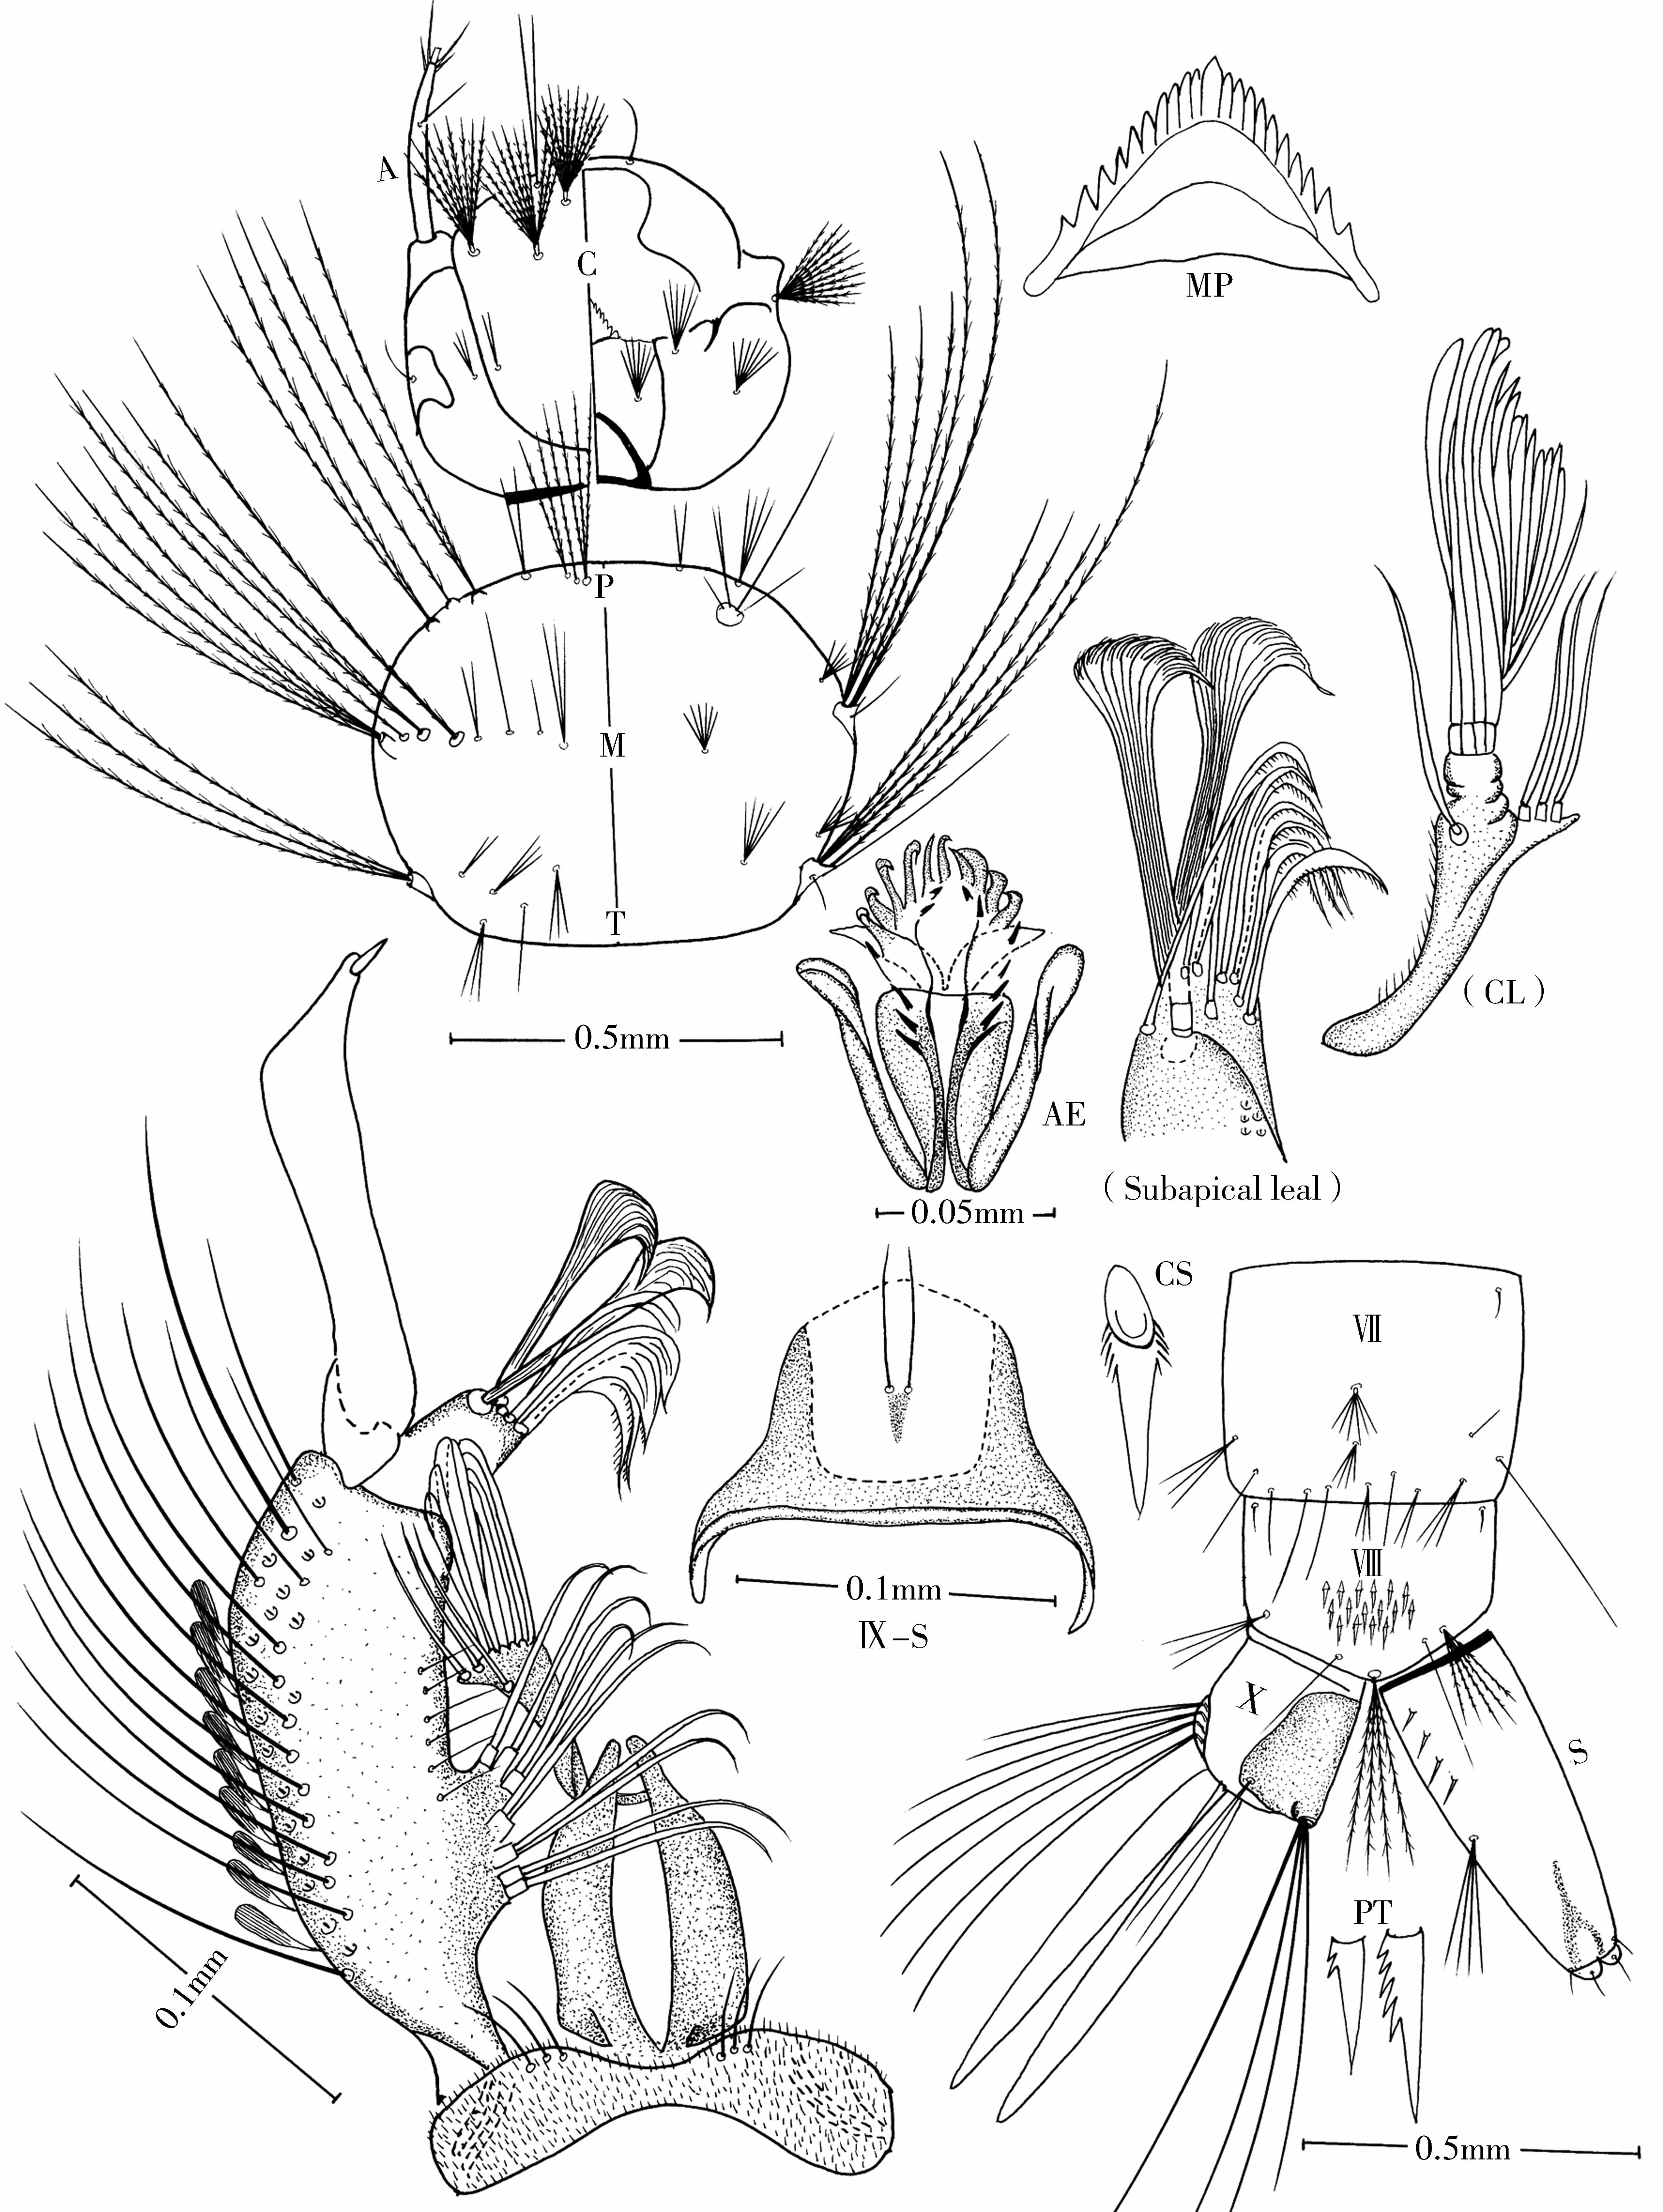 A
C
MP
P
M
T
0.5mm
( CL )
AE
( Subapical leal )
0.05mm
CS
Ⅶ
Ⅷ
0.1mm
Ⅸ-S
X
S
PT
0.1mm
0.5mm